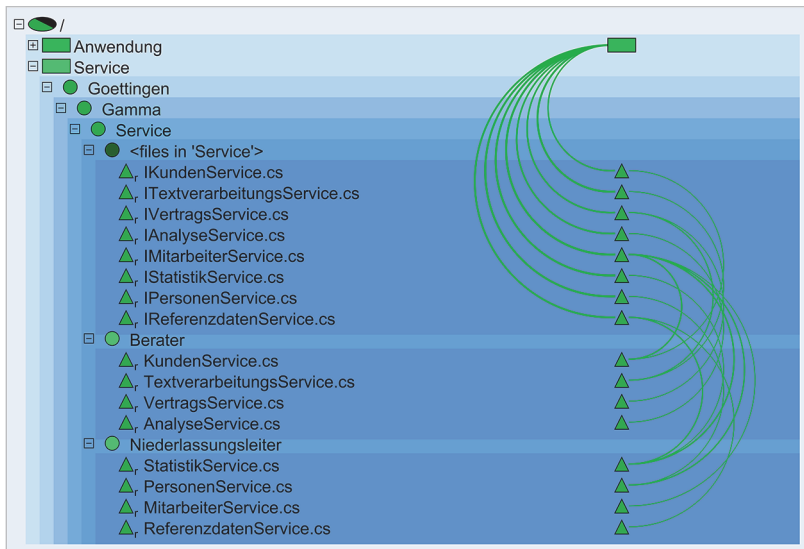 /
Anwendung
Service
Goettingen
Gamma
Service
<files in 'Service'>
r IKundenService.cs
r ITextverarbeitungsService.cs
r IVertragsService.cs
r IAnalyseService.cs
r IMitarbeiterService.cs
r IStatistikService.cs
r IPersonenService.cs
r IReferenzdatenService.cs
Berater
r KundenService.cs
r TextverarbeitungsService.cs
r VertragsService.cs
r AnalyseService.cs
Niederlassungsleiter
r StatistikService.cs
r PersonenService.cs
r MitarbeiterService.cs
r ReferenzdatenService.cs